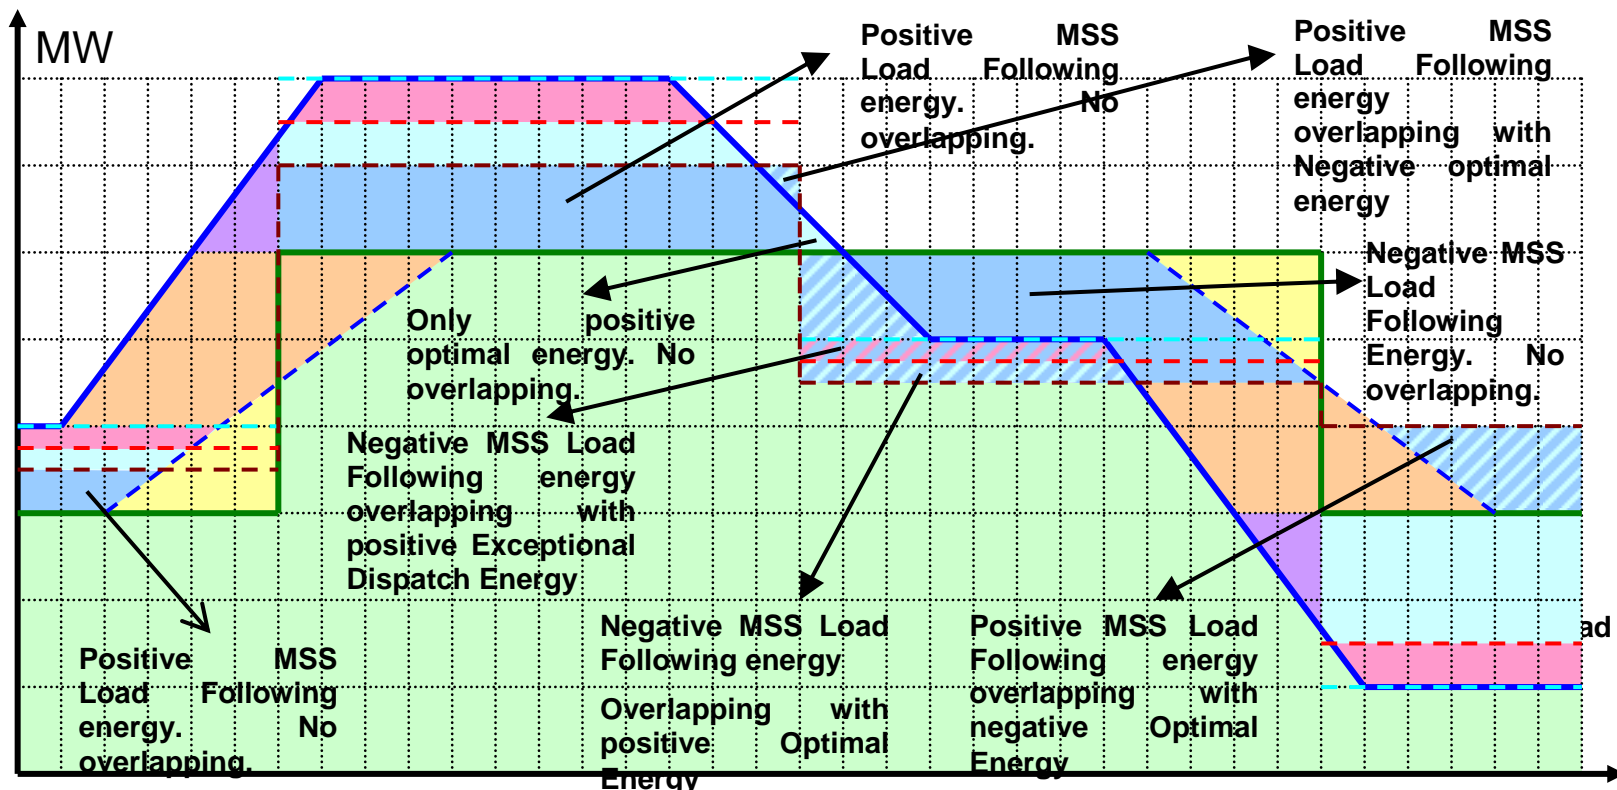 MW
Positive MSS
Load Following
energy. No
overlapping.
Positive MSS
Load Following
energy
overlapping with
Negative optimal
energy
Negative MSS
Load
Following
Energy. No
overlapping.
Only positive
optimal energy. No
overlapping.
Negative MSS Load
Following energy
overlapping with
positive Exceptional
Dispatch Energy
Positive MSS
Load Following
energy. No
overlapping.
Negative MSS Load
Following energy
Overlapping with
positive Optimal
Energy
Positive MSS Load
Following energy
overlapping with
negative Optimal
Energy
ad